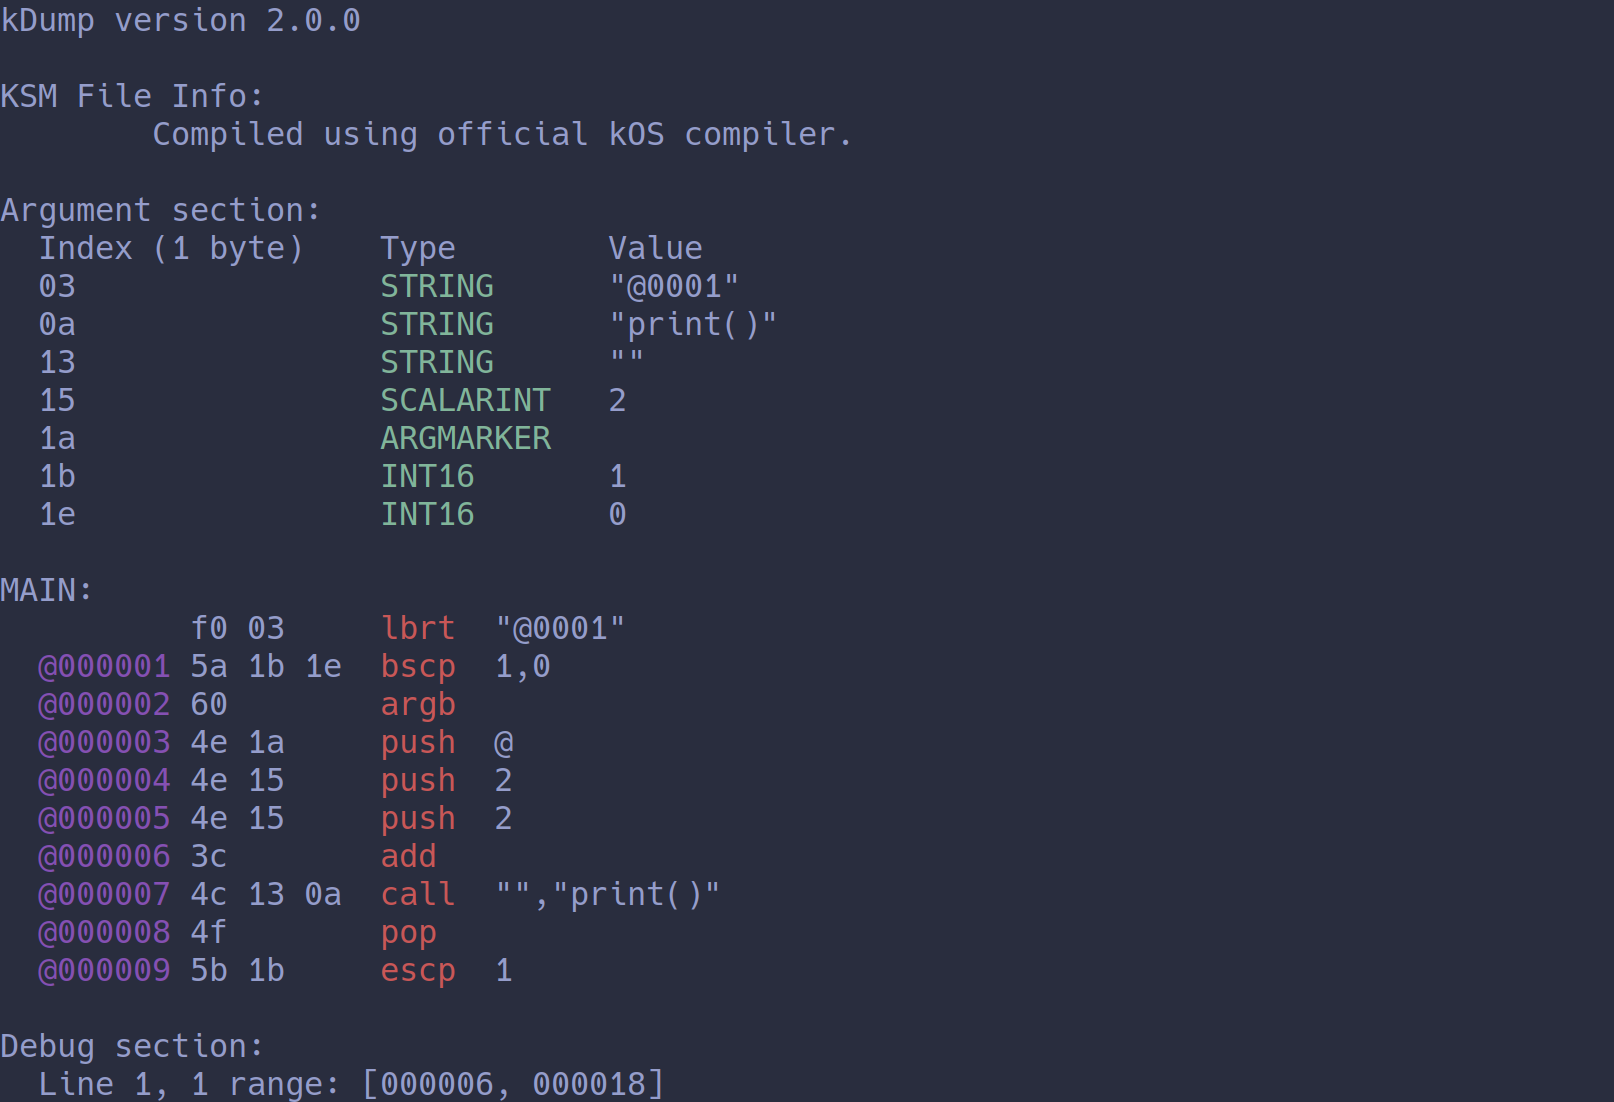 kDump version 2.0.0
KSM File Info:
Compiled using official kOS compiler.
Argument section:
Index (1 byte) Type Value
03 STRING "@0001"
0a STRING "print()"
13 STRING ""
15 SCALARINT 2
1a ARGMARKER
1b INT16 1
1e INT16 0
MAIN:
f0 03 lbrt "@0001"
@000001 5a 1b 1e bscp 1,0
@000002 60 argb
@000003 4e 1a push @
@000004 4e 15 push 2
@000005 4e 15 push 2
@000006 3c add
@000007 4c 13 0a call "","print()"
@000008 4f pop
@000009 5b 1b escp 1
Debug section:
Line 1, 1 range: [000006, 000018]